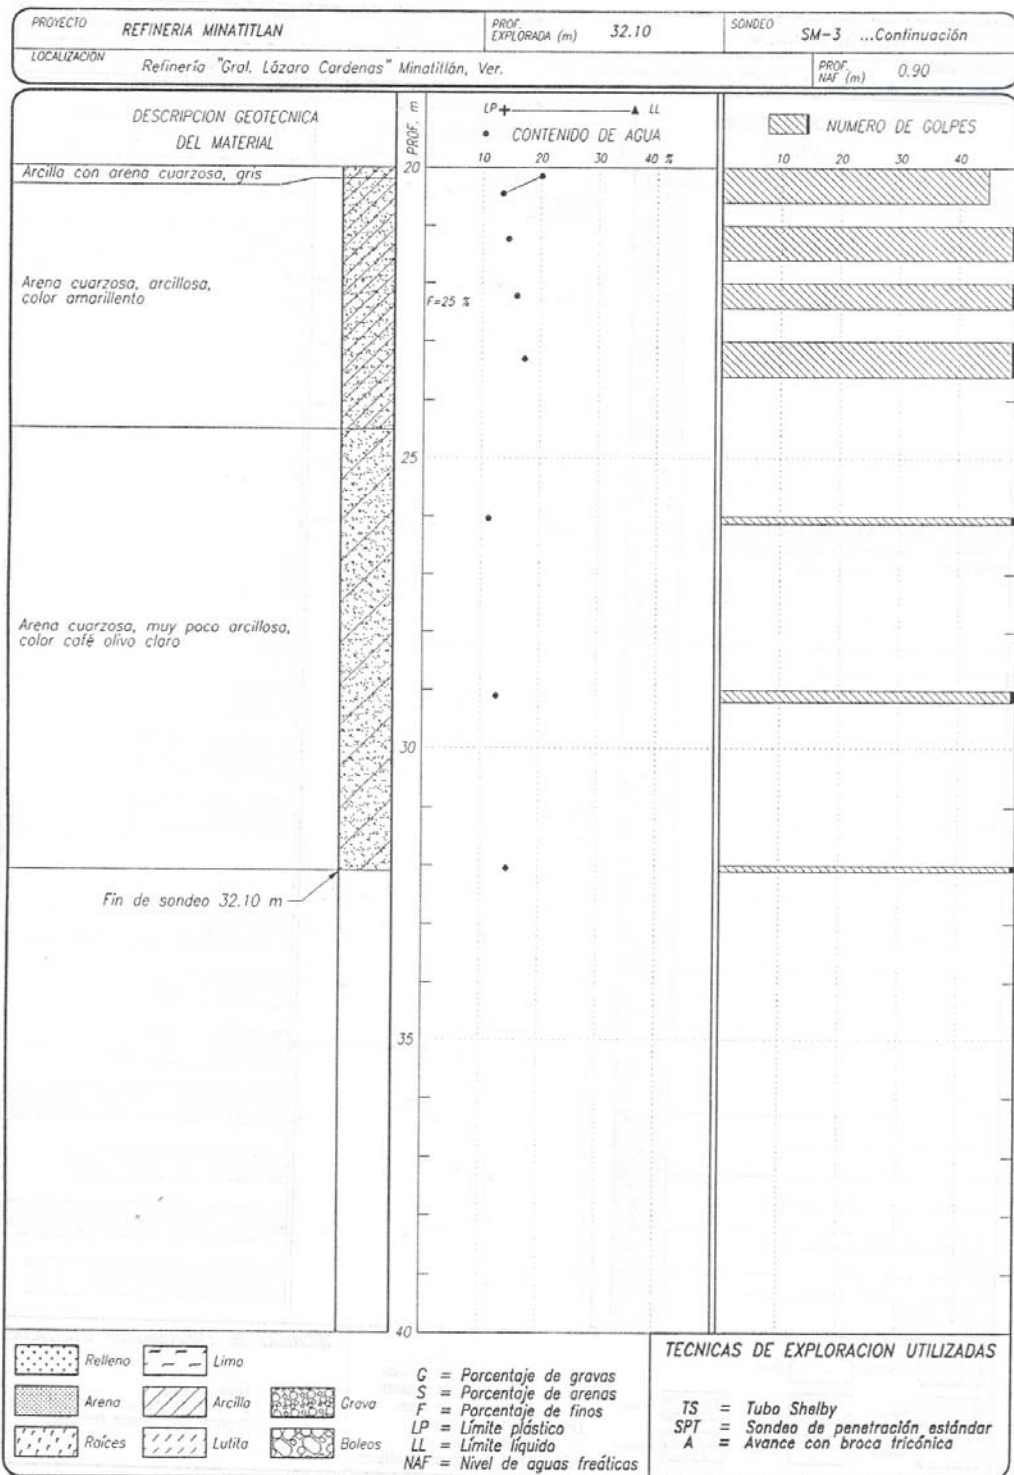 PROYECTO REFINERIA MINATITLAN
PROF. EXPLORADA (m) 32.10
SONDEO SM-3 ...Continuación
LOCALIZACION Refinería "Gral. Lázaro Cardenas" Minatitlán, Ver.
PROF. NAF (m) 0.90
DESCRIPCION GEOTECNICA
DEL MATERIAL
PROF. m
LP LL
CONTENIDO DE AGUA
10 20 30 40 %
NUMERO DE GOLPES
10 20 30 40
Arcilla con arena cuarzosa, gris
20
Arena cuarzosa, arcillosa,
color amarillento
F=25 %
25
Arena cuarzosa, muy poco arcillosa,
color café olivo claro
30
Fin de sondeo 32.10 m
35
40
Relleno
Limo
Arena
Arcilla
Grava
Raíces
Lutita
Boleos
G = Porcentaje de gravas
S = Porcentaje de arenas
F = Porcentaje de finos
LP = Límite plástico
LL = Límite líquido
NAF = Nivel de aguas freáticas
TECNICAS DE EXPLORACION UTILIZADAS
TS = Tubo Shelby
SPT = Sondeo de penetración estándar
A = Avance con broca tricónica